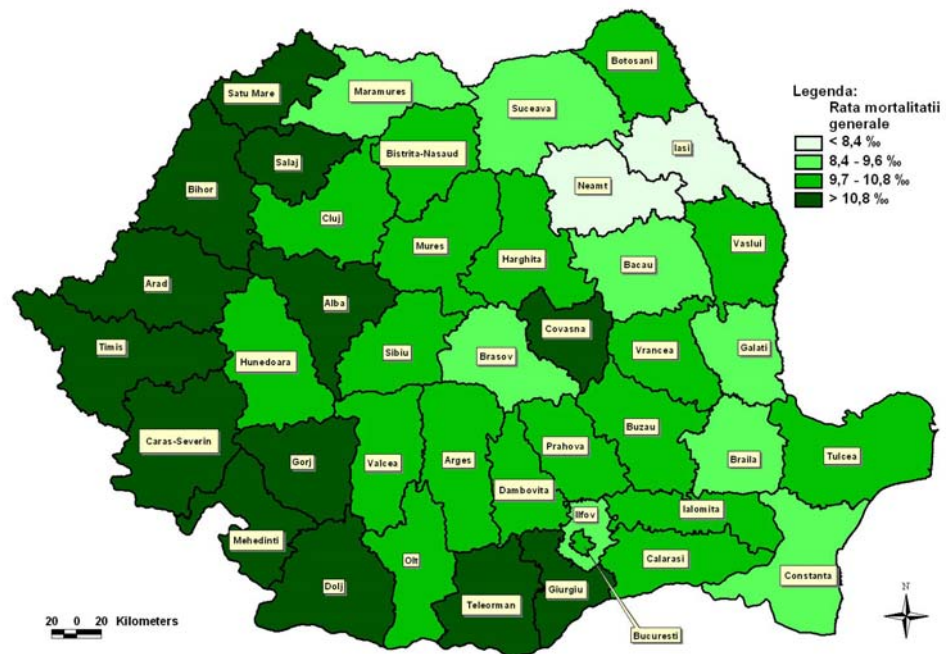 Botosani
Satu Mare
Maramures
Suceava
Legenda:
Rata mortalitatii
generale
< 8,4 ‰
8,4 - 9,6 ‰
9,7 - 10,8 ‰
> 10,8 ‰
Iasi
Bistrita-Nasaud
Salaj
Neamt
Bihor
Cluj
Mures
Harghita
Vaslui
Bacau
Arad
Alba
Covasna
Timis
Hunedoara
Sibiu
Brasov
Vrancea
Galati
Caras-Severin
Gorj
Valcea
Arges
Prahova
Buzau
Braila
Tulcea
Dambovita
Ilfov
Ialomita
Mehedinti
Olt
Calarasi
Constanta
Dolj
Teleorman
Giurgiu
Bucuresti
N
20 0 20 Kilometers